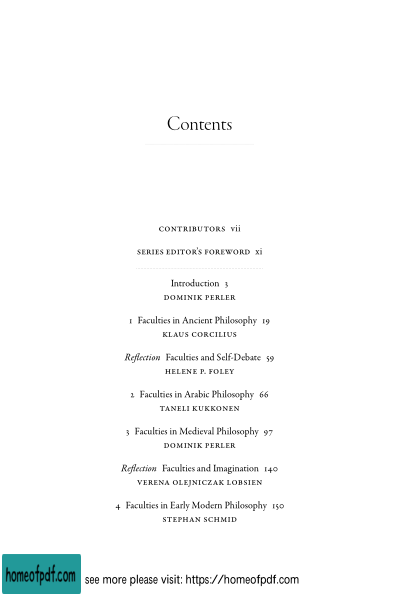 Contents
CONTRIBUTORS vii
SERIES EDITOR'S FOREWORD xi
Introduction 3
DOMINIK PERLER
1 Faculties in Ancient Philosophy 19
KLAUS CORCILIUS
Reflection Faculties and Self-Debate 59
HELENE P. FOLEY
2 Faculties in Arabic Philosophy 66
TANELI KUKKONEN
3 Faculties in Medieval Philosophy 97
DOMINIK PERLER
Reflection Faculties and Imagination 140
VERENA OLEJNICZAK LOBSIEN
4 Faculties in Early Modern Philosophy 150
STEPHAN SCHMID
homeofpdf.com see more please visit: https://homeofpdf.com